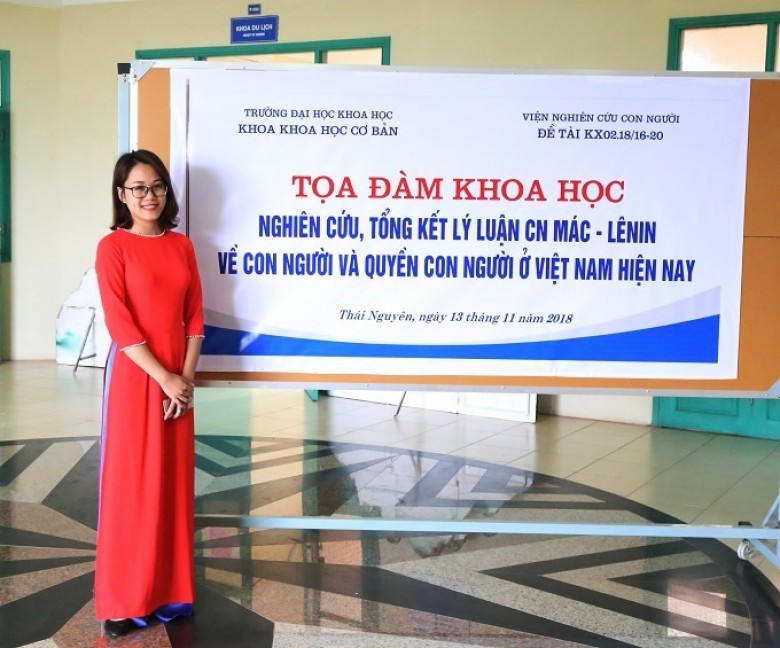 KHOA DU LỊCH
TRƯỜNG ĐẠI HỌC KHOA HỌC
KHOA KHOA HỌC CƠ BẢN
VIỆN NGHIÊN CỨU CON NGƯỜI
ĐỀ TÀI KX02.18/16-20
TỌA ĐÀM KHOA HỌC
NGHIÊN CỨU, TỔNG KẾT LÝ LUẬN CN MÁC - LÊNIN
VỀ CON NGƯỜI VÀ QUYỀN CON NGƯỜI Ở VIỆT NAM HIỆN NAY
Thái Nguyên, ngày 13 tháng 11 năm 2018